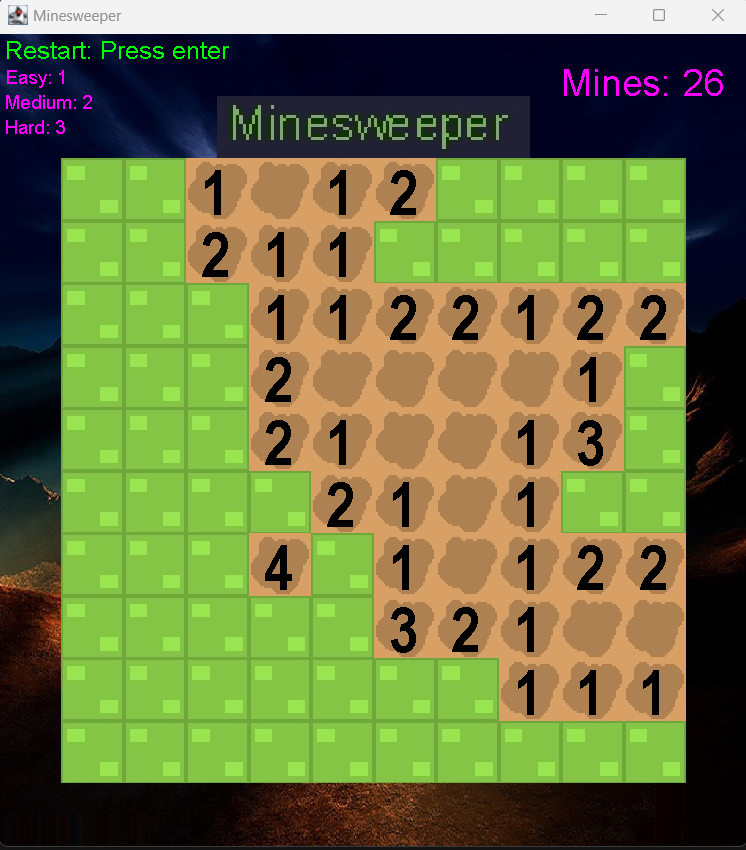 Minesweeper
Restart: Press enter
Easy: 1
Medium: 2
Hard: 3
Mines: 26
Minesweeper
1 1 2
2 1 1
1 1 2 2 1 2 2
2 1
2 1 1 3
2 1 1
4 1 1 2 2
3 2 1
1 1 1